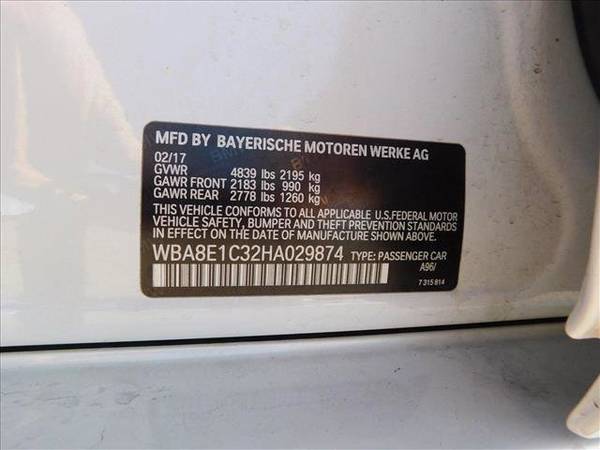 MFD BY BAYERISCHE MOTOREN WERKE AG
02/17
GVWR 4839 lbs 2195 kg
GAWR FRONT 2183 lbs 990 kg
GAWR REAR 2778 lbs 1260 kg
THIS VEHICLE CONFORMS TO ALL APPLICABLE U.S.FEDERAL MOTOR
VEHICLE SAFETY, BUMPER, AND THEFT PREVENTION STANDARDS
IN EFFECT ON THE DATE OF MANUFACTURE SHOWN ABOVE.
WBA8E1C32HA029874 TYPE: PASSENGER CAR
A96/
7 315 814